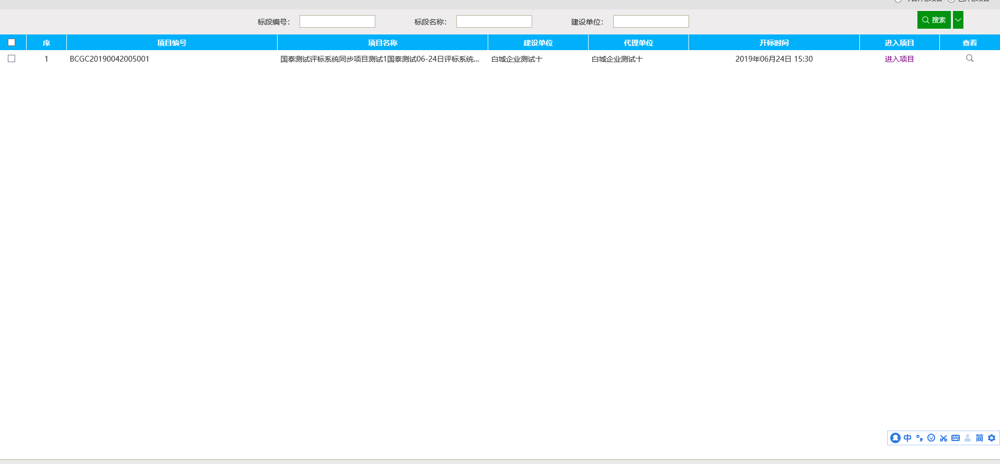 标段编号： 标段名称： 建设单位： 搜索
序 项目编号 项目名称 建设单位 代理单位 开标时间 进入项目 查看
1 BCGC20190042005001 国泰测试评标系统同步项目测试1国泰测试06-24日评标系统... 白城企业测试十 白城企业测试十 2019年06月24日 15:30 进入项目
中 简